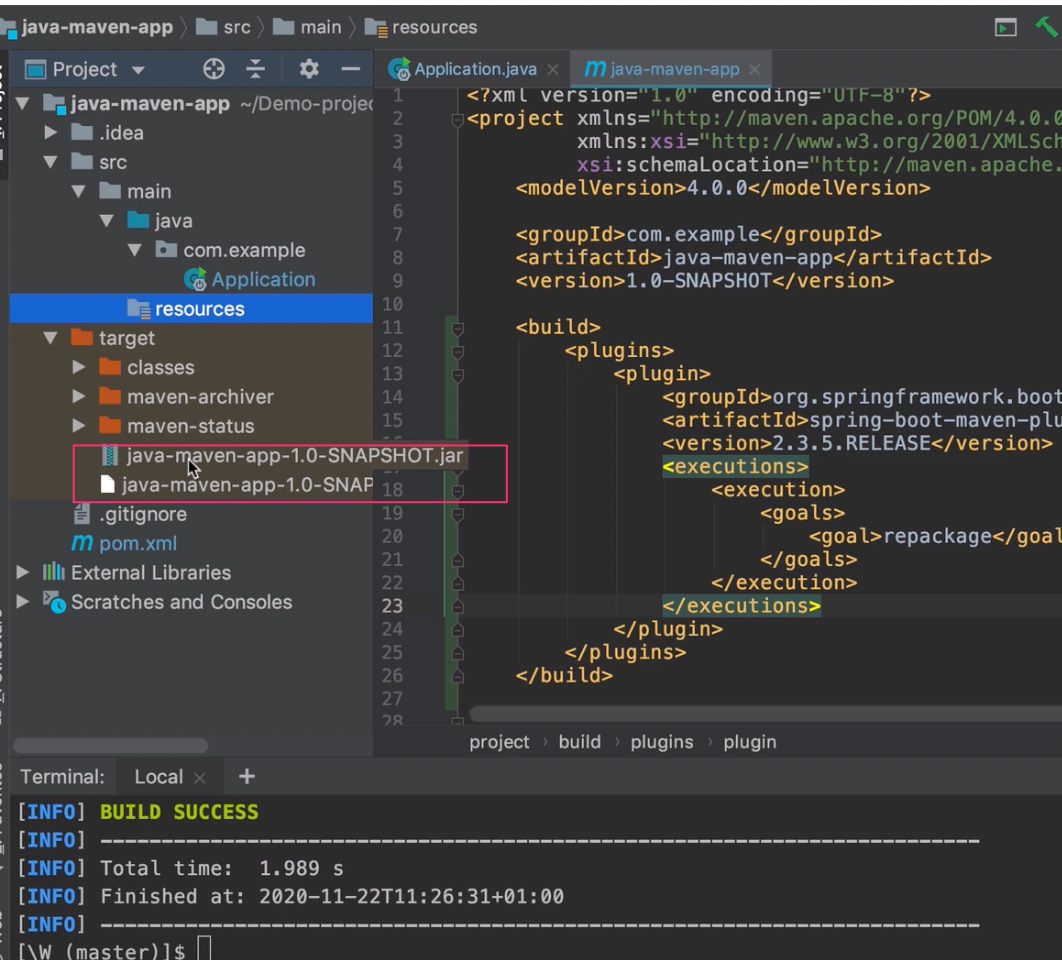 java-maven-app src main resources
Project
Application.java
java-maven-app
java-maven-app ~/Demo-projec
.idea
src
main
java
com.example
Application
resources
target
classes
maven-archiver
maven-status
java-maven-app-1.0-SNAPSHOT.jar
java-maven-app-1.0-SNAP
.gitignore
pom.xml
External Libraries
Scratches and Consoles
1 <?xml version="1.0" encoding="UTF-8"?>
2 <project xmlns="http://maven.apache.org/POM/4.0.0
3 xmlns:xsi="http://www.w3.org/2001/XMLSch
4 xsi:schemaLocation="http://maven.apache.
5 <modelVersion>4.0.0</modelVersion>
6
7 <groupId>com.example</groupId>
8 <artifactId>java-maven-app</artifactId>
9 <version>1.0-SNAPSHOT</version>
10
11 <build>
12 <plugins>
13 <plugin>
14 <groupId>org.springframework.boot
15 <artifactId>spring-boot-maven-plu
16 <version>2.3.5.RELEASE</version>
<executions>
18 <execution>
19 <goals>
20 <goal>repackage</goal
21 </goals>
22 </execution>
23 </executions>
24 </plugin>
25 </plugins>
26 </build>
27
28
project › build › plugins › plugin
Terminal: Local × +
[INFO] BUILD SUCCESS
[INFO] ------------------------------------------------------------------------
[INFO] Total time:  1.989 s
[INFO] Finished at: 2020-11-22T11:26:31+01:00
[INFO] ------------------------------------------------------------------------
[\W (master)]$